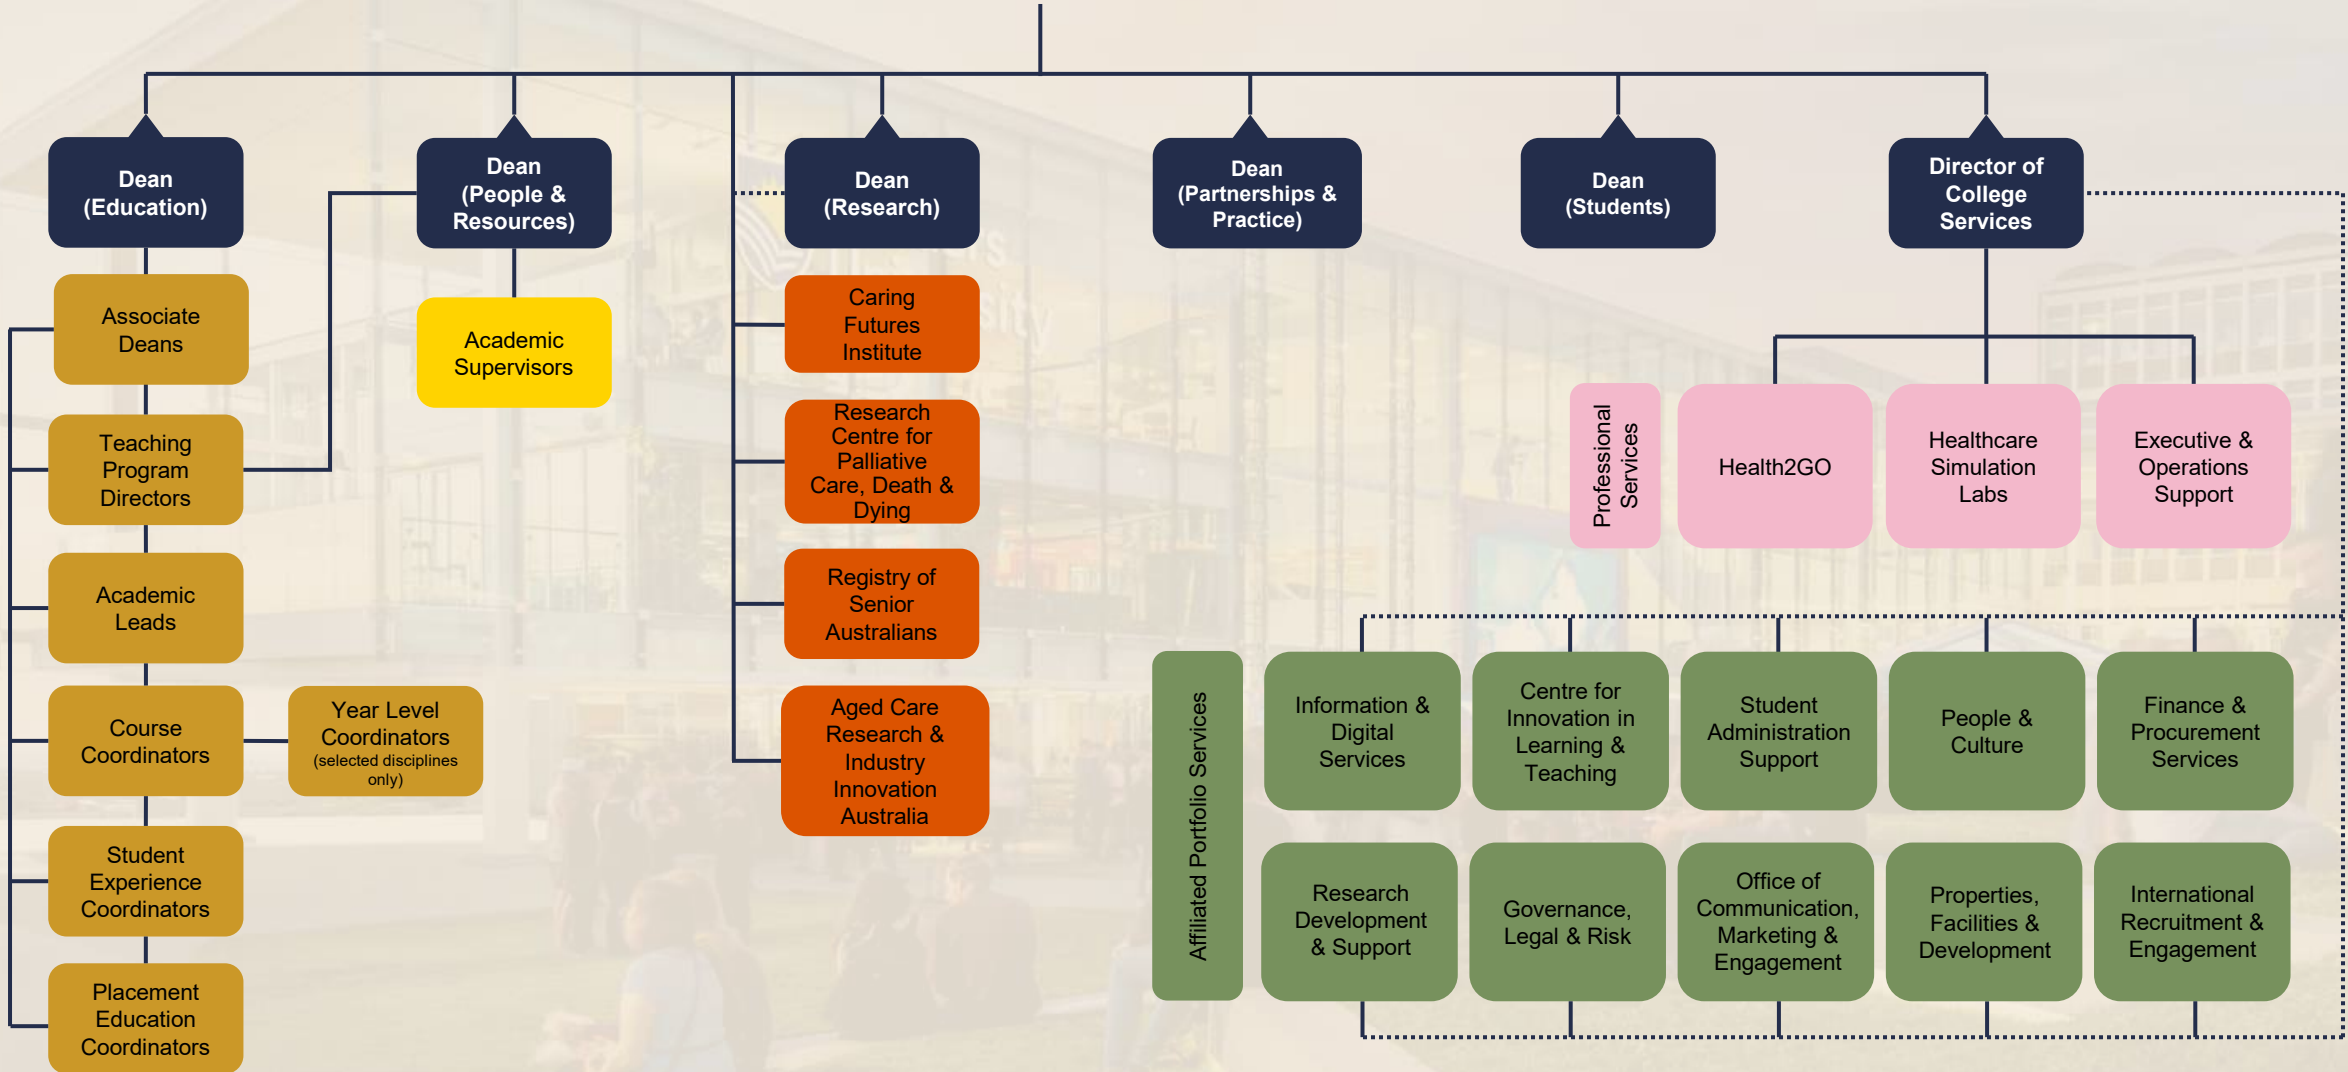 Dean
(Education)
Dean
(People &
Resources)
Dean
(Research)
Dean
(Partnerships &
Practice)
Dean
(Students)
Director of
College
Services
Associate
Deans
Teaching
Program
Directors
Academic
Leads
Course
Coordinators
Year Level
Coordinators
(selected disciplines
only)
Student
Experience
Coordinators
Placement
Education
Coordinators
Academic
Supervisors
Caring
Futures
Institute
Research
Centre for
Palliative
Care, Death &
Dying
Registry of
Senior
Australians
Aged Care
Research &
Industry
Innovation
Australia
Professional
Services
Health2GO
Healthcare
Simulation
Labs
Executive &
Operations
Support
Affiliated Portfolio Services
Information &
Digital
Services
Centre for
Innovation in
Learning &
Teaching
Student
Administration
Support
People &
Culture
Finance &
Procurement
Services
Research
Development
& Support
Governance,
Legal & Risk
Office of
Communication,
Marketing &
Engagement
Properties,
Facilities &
Development
International
Recruitment &
Engagement